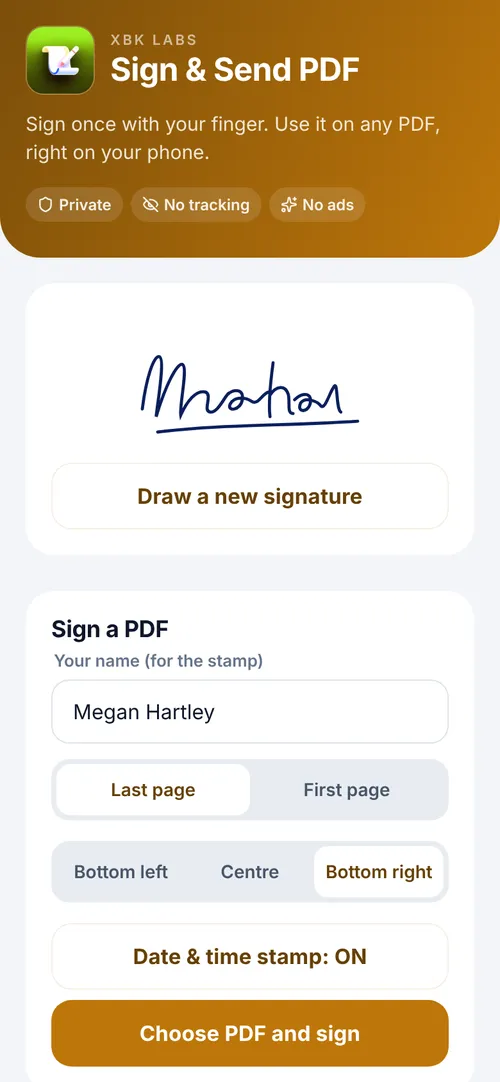 XBK LABS
Sign & Send PDF
Sign once with your finger. Use it on any PDF,
right on your phone.
Private
No tracking
No ads
Draw a new signature
Sign a PDF
Your name (for the stamp)
Megan Hartley
Last page
First page
Bottom left
Centre
Bottom right
Date & time stamp: ON
Choose PDF and sign